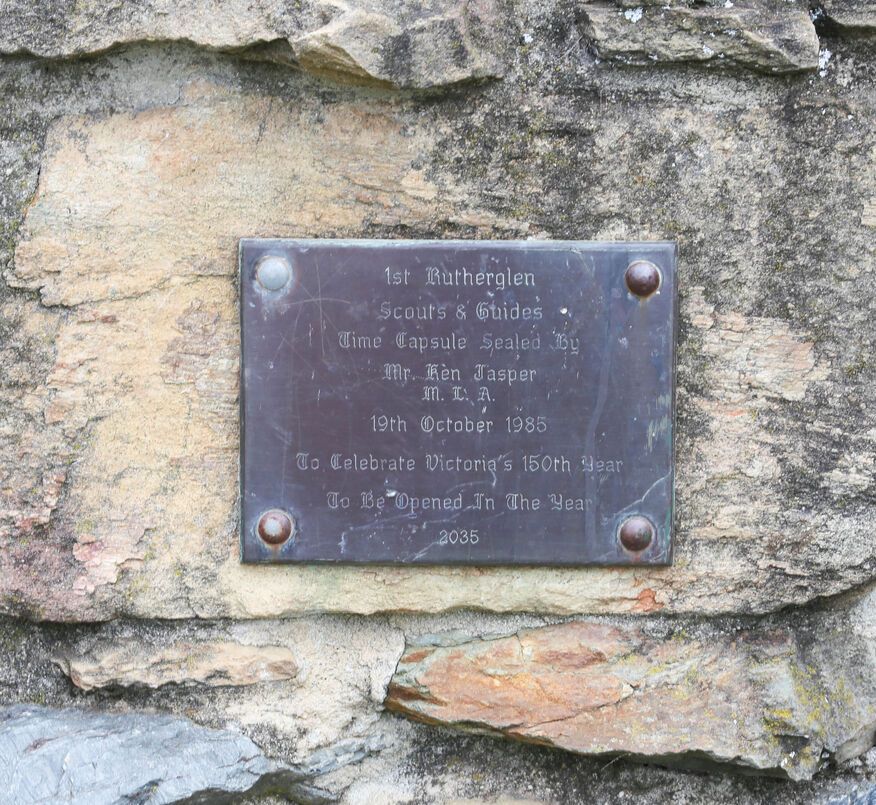 1st Rutherglen
Scouts & Guides
Time Capsule Sealed By
Mr. Ken Jasper
M. L. A.
19th October 1985
To Celebrate Victoria's 150th Year
To Be Opened In The Year
2035